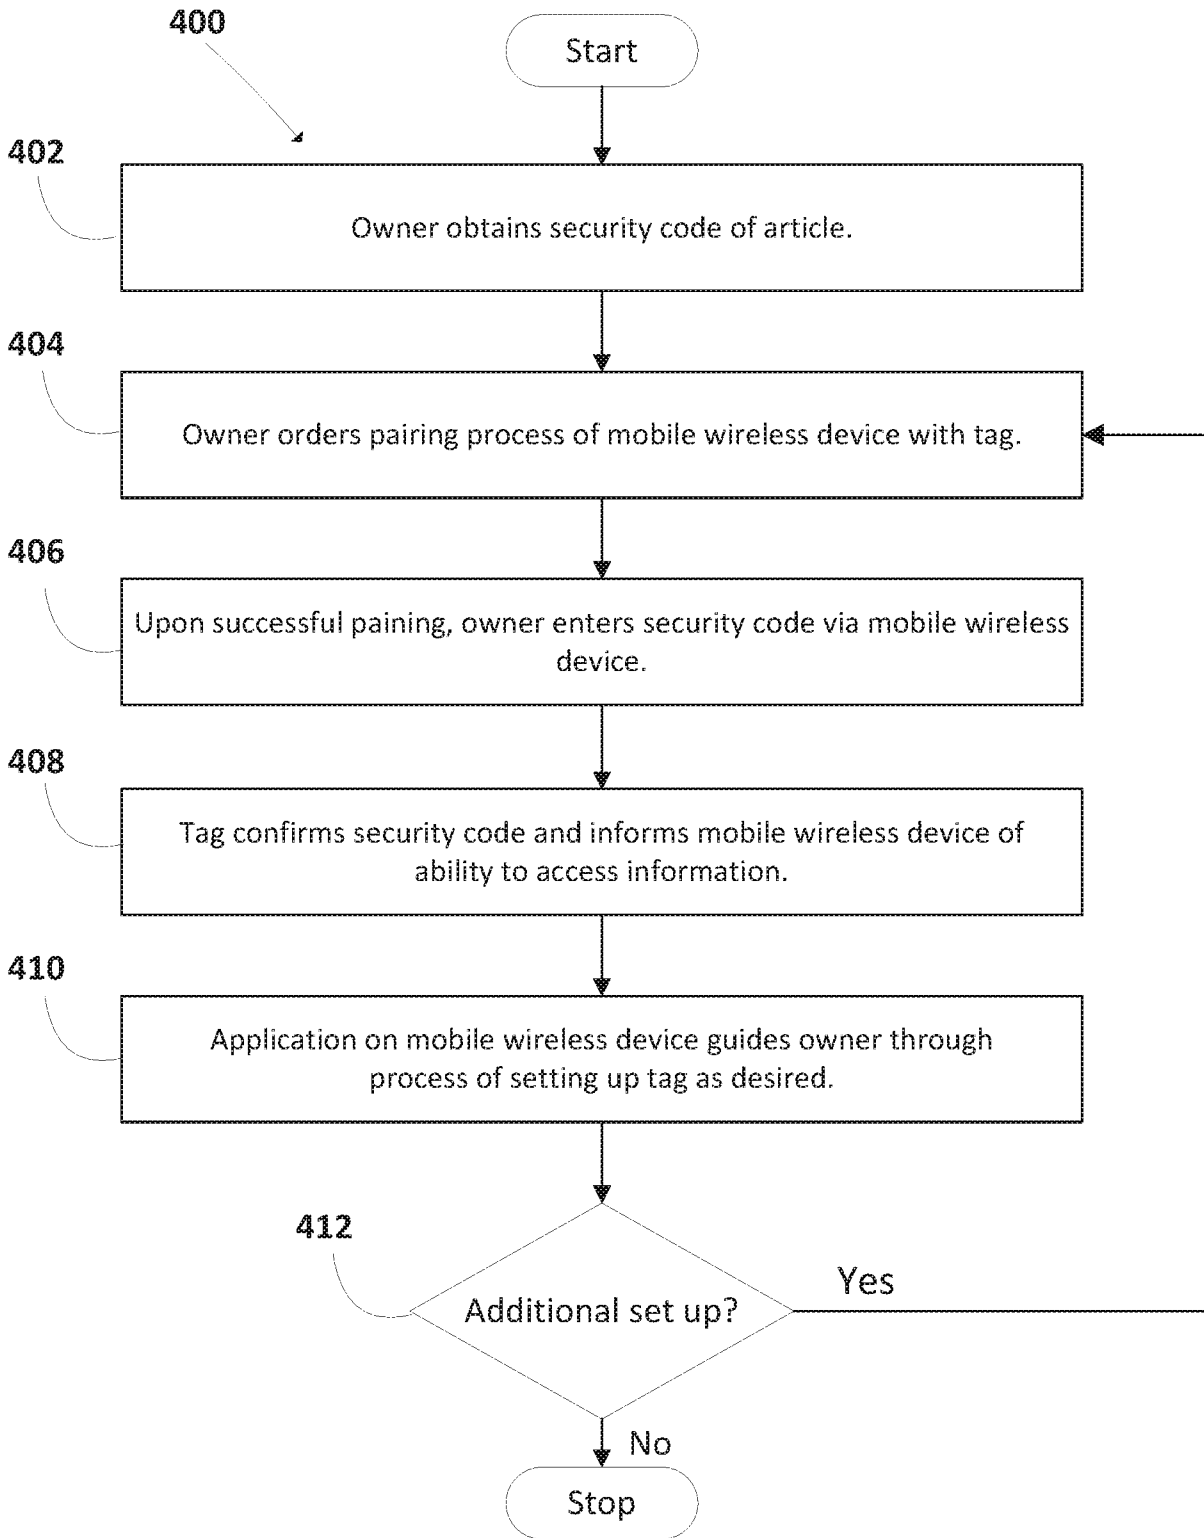 400
Start
402
Owner obtains security code of article.
404
Owner orders pairing process of mobile wireless device with tag.
406
Upon successful paining, owner enters security code via mobile wireless
device.
408
Tag confirms security code and informs mobile wireless device of
ability to access information.
410
Application on mobile wireless device guides owner through
process of setting up tag as desired.
412
Additional set up?
Yes
No
Stop